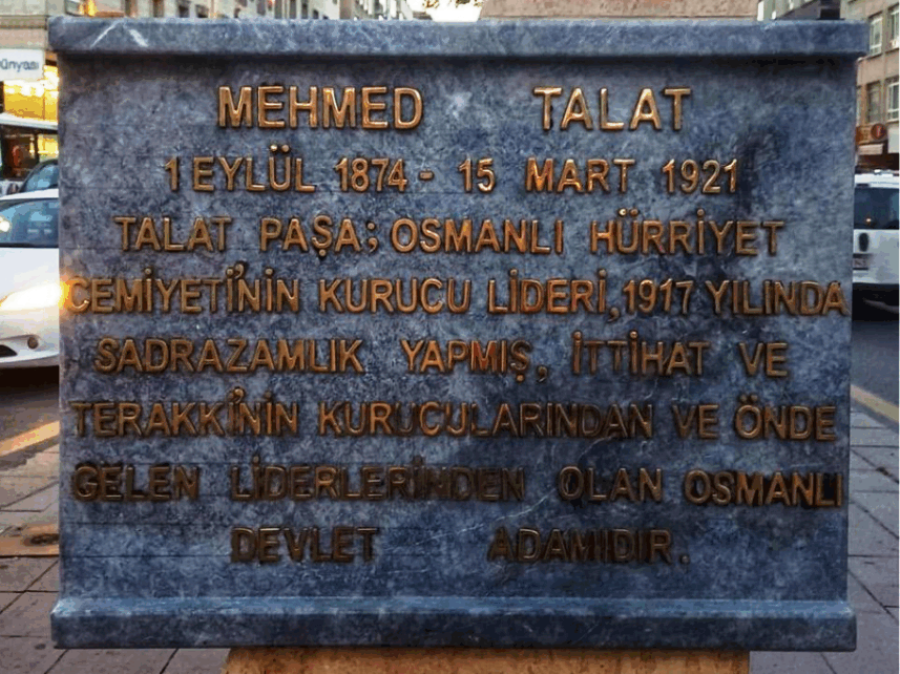 ünyası
MEHMED TALAT
1 EYLÜL 1874 - 15 MART 1921
TALAT PAŞA; OSMANLI HÜRRİYET
CEMİYETİ'NİN KURUCU LİDERİ, 1917 YILINDA
SADRAZAMLIK YAPMIŞ, İTTİHAT VE
TERAKKİ'NİN KURUCULARINDAN VE ÖNDE
GELEN LİDERLERİNDEN OLAN OSMANLI
DEVLET ADAMIDIR.